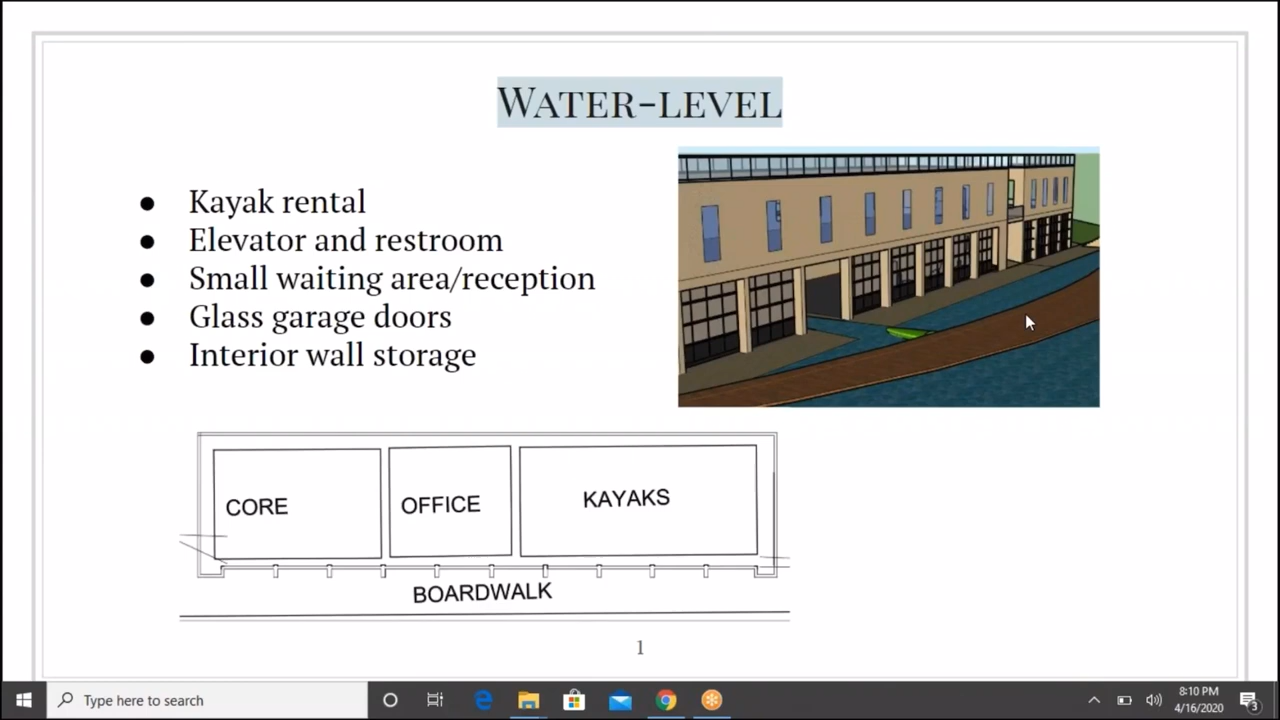 WATER-LEVEL
● Kayak rental
● Elevator and restroom
● Small waiting area/reception
● Glass garage doors
● Interior wall storage
CORE
OFFICE
KAYAKS
BOARDWALK
1
Type here to search
8:10 PM
4/16/2020
3